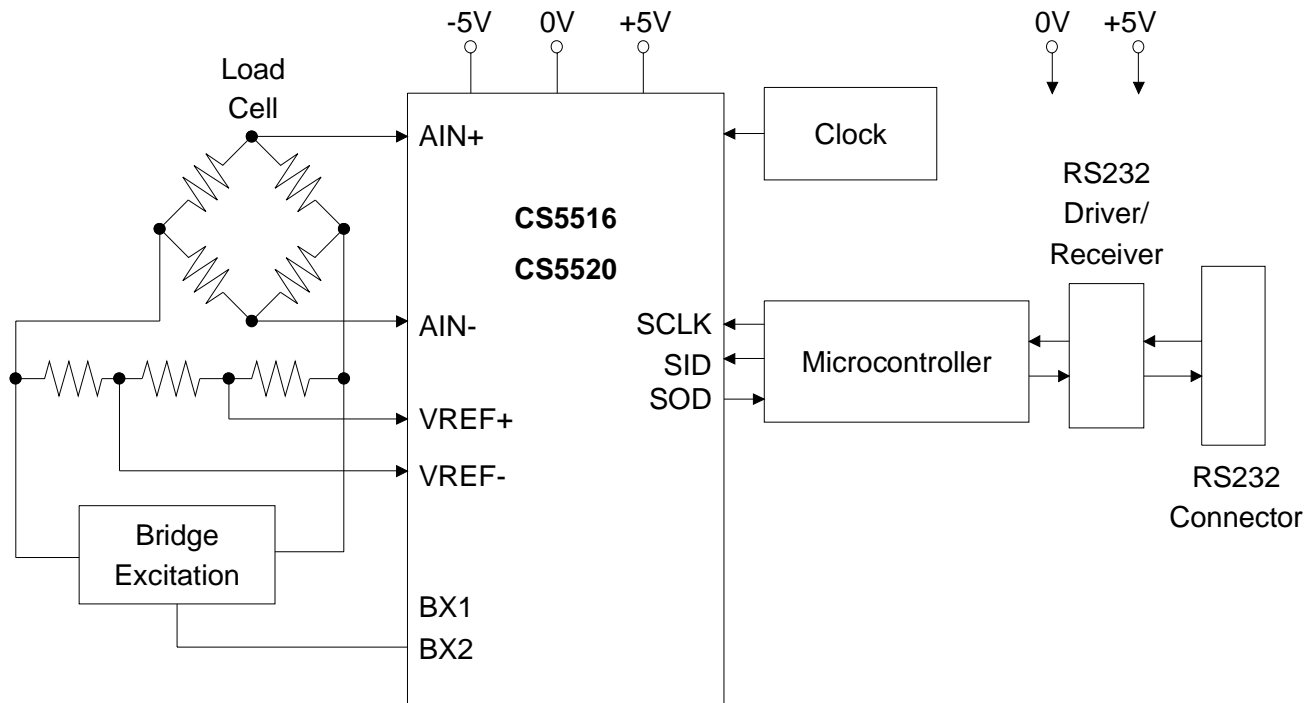 -5V
0V
+5V
0V
+5V
Load
Cell
AIN+
Clock
CS5516
CS5520
RS232
Driver/
Receiver
AIN-
SCLK
SID
SOD
Microcontroller
VREF+
VREF-
RS232
Connector
Bridge
Excitation
BX1
BX2